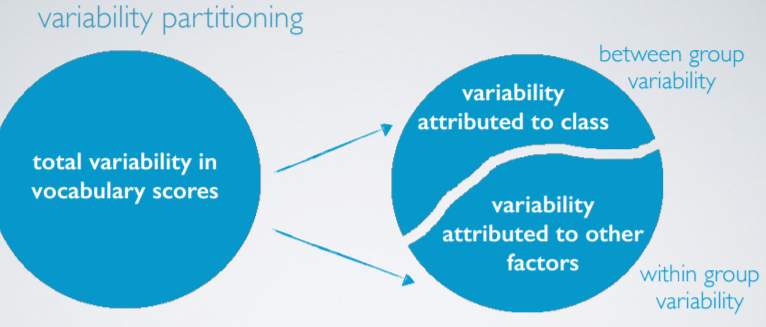 variability partitioning
total variability in
vocabulary scores
between group
variability
variability
attributed to class
variability
attributed to other
factors
within group
variability